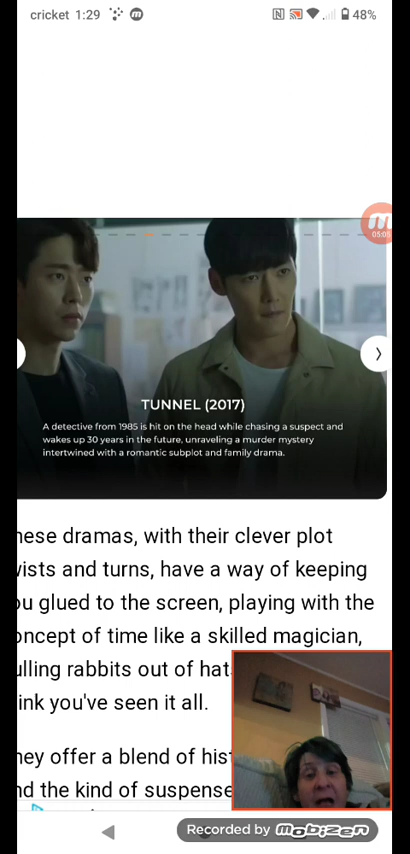 cricket 1:29 48%
05:05
TUNNEL (2017)
A detective from 1985 is hit on the head while chasing a suspect and
wakes up 30 years in the future, unraveling a murder mystery
intertwined with a romantic subplot and family drama.
hese dramas, with their clever plot
wists and turns, have a way of keeping
ou glued to the screen, playing with the
oncept of time like a skilled magician,
ulling rabbits out of hat
ink you've seen it all.
hey offer a blend of hist
nd the kind of suspense
Recorded by mobizen